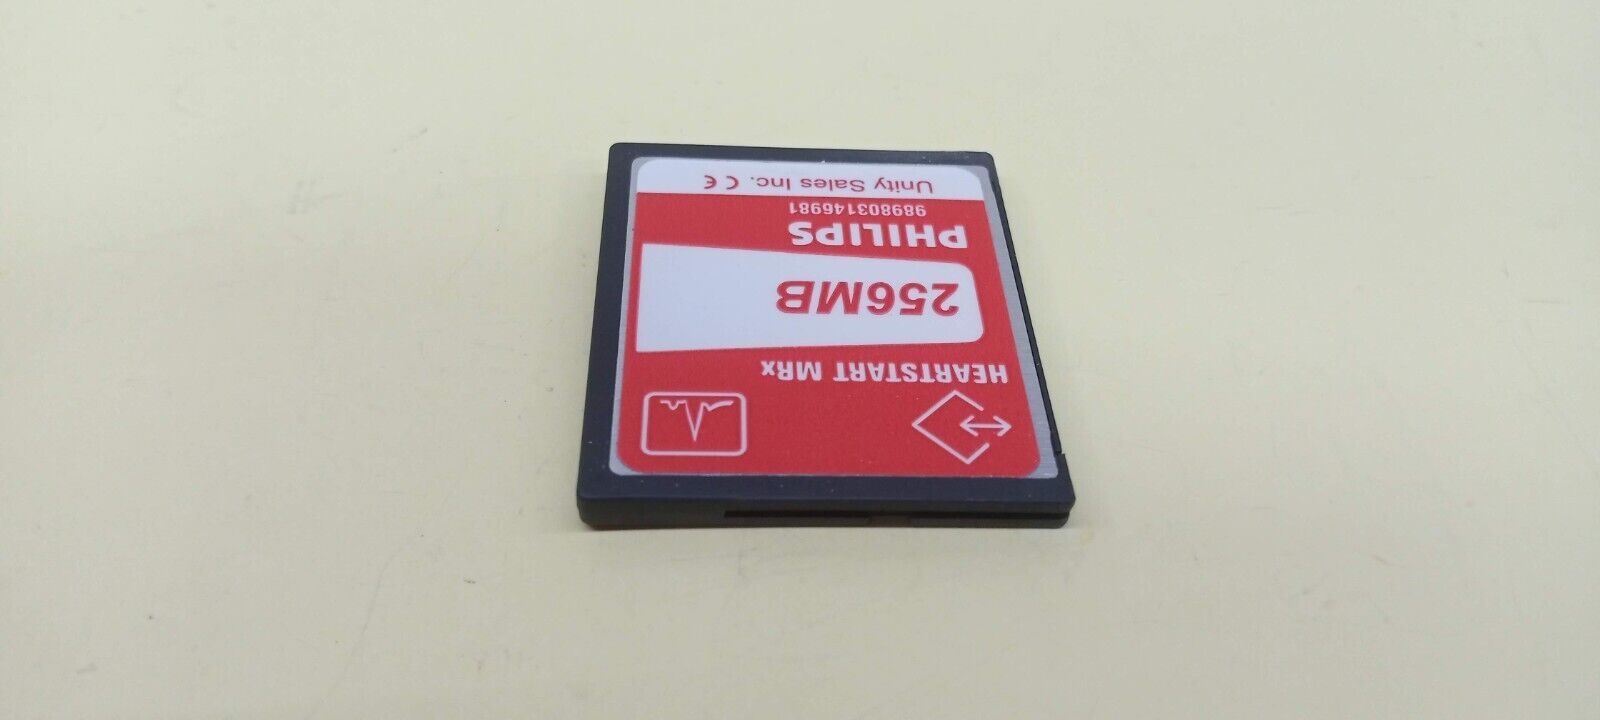 HEARTSTART MRx
256MB
PHILIPS
989803146981
Unity Sales Inc. CE